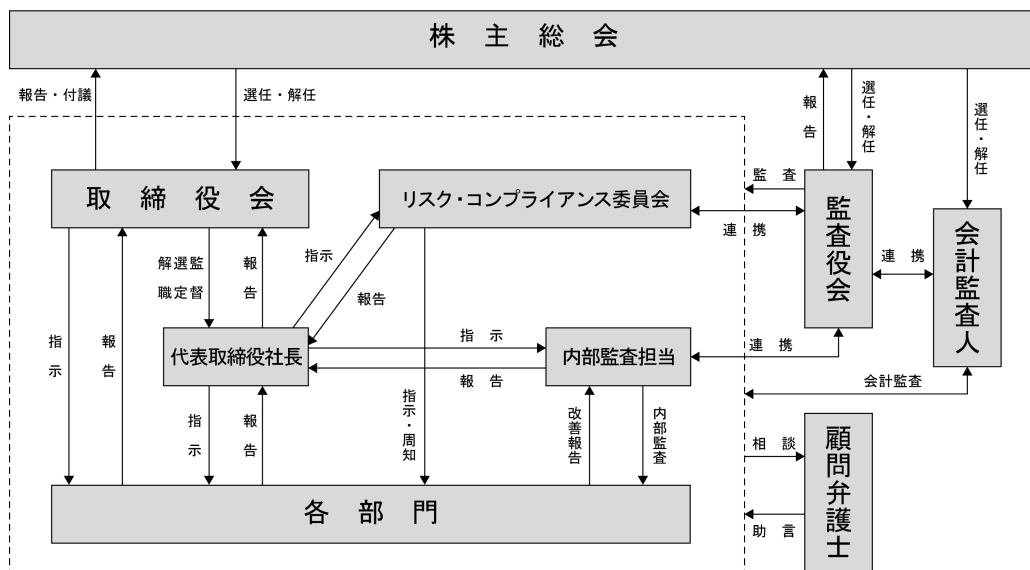 株主総会
報告・付議
選任・解任
報告
選任・解任
選任・解任
取締役会
リスク・コンプライアンス委員会
監査
連携
監査役会
連携
会計監査人
指示
報告
監督
選定
解職
報告
指示
報告
代表取締役社長
指示
報告
内部監査担当
連携
会計監査
指示
報告
指示・周知
改善報告
内部監査
相談
助言
顧問弁護士
各部門